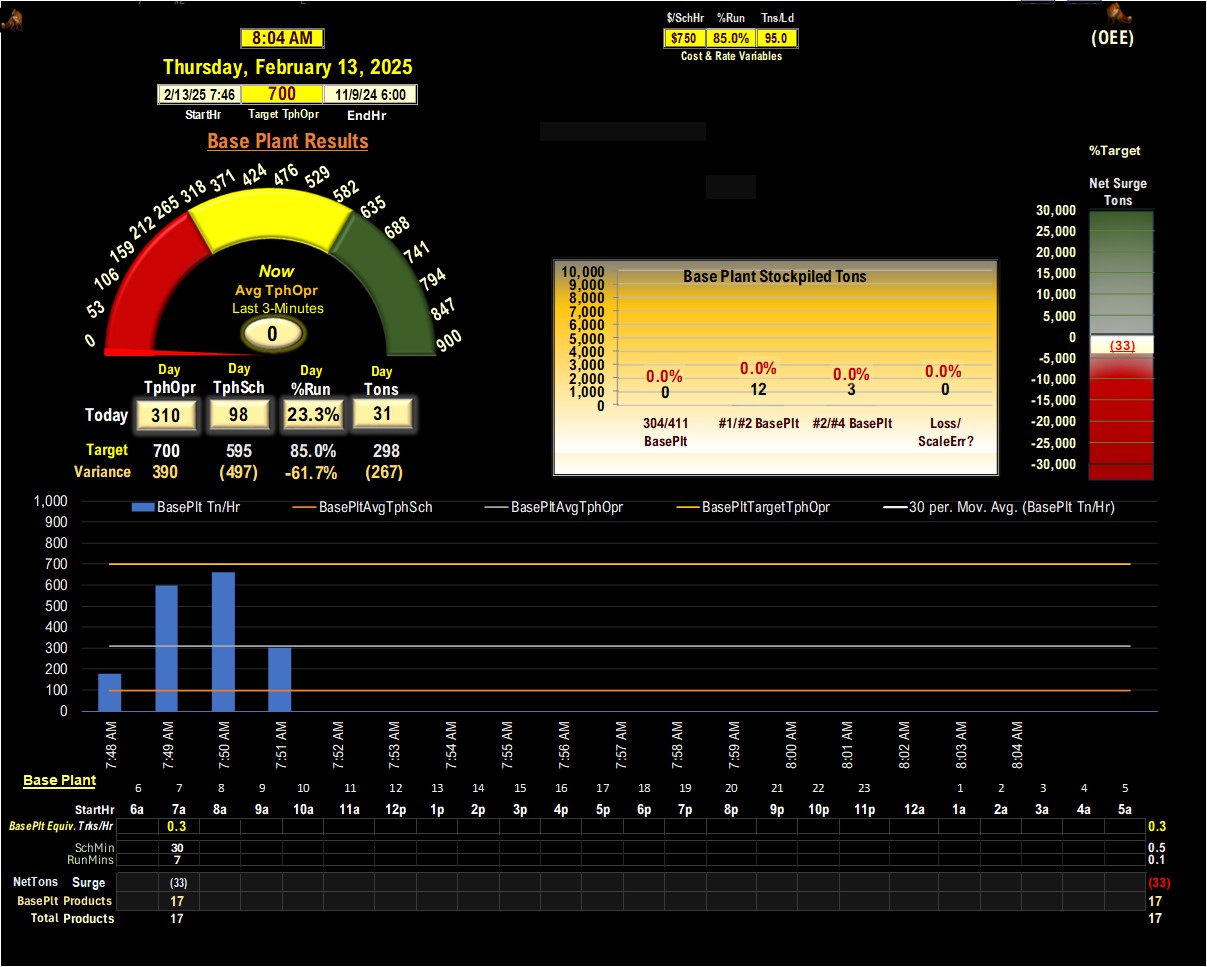 $/SchHr %Run Tns/Ld
8:04 AM
$750 85.0% 95.0
(OEE)
Cost & Rate Variables
Thursday, February 13, 2025
2/13/25 7:46 700 11/9/24 6:00
StartHr Target TphOpr EndHr
Base Plant Results
%Target
Net Surge
Tons
0 53 106 159 212 265 318 371 424 476 529 582 635 688 741 794 847 900
Now
Avg TphOpr
Last 3-Minutes
0
30,000
25,000
20,000
15,000
10,000
5,000
0
-5,000
-10,000
-15,000
-20,000
-25,000
-30,000
(33)
Base Plant Stockpiled Tons
10,000
9,000
8,000
7,000
6,000
5,000
4,000
3,000
2,000
1,000
0
0.0% 0.0% 0.0% 0.0%
0 12 3 0
304/411 #1/#2 BasePlt #2/#4 BasePlt Loss/
BasePlt ScaleErr?
Day Day Day Day
TphOpr TphSch %Run Tons
Today 310 98 23.3% 31
Target 700 595 85.0% 298
Variance 390 (497) -61.7% (267)
BasePlt Tn/Hr BasePltAvgTphSch BasePltAvgTphOpr BasePltTargetTphOpr 30 per. Mov. Avg. (BasePlt Tn/Hr)
1,000
900
800
700
600
500
400
300
200
100
0
7:48 AM 7:49 AM 7:50 AM 7:51 AM 7:52 AM 7:53 AM 7:54 AM 7:55 AM 7:56 AM 7:57 AM 7:58 AM 7:59 AM 8:00 AM 8:01 AM 8:02 AM 8:03 AM 8:04 AM
Base Plant
6 7 8 9 10 11 12 13 14 15 16 17 18 19 20 21 22 23 1 2 3 4 5
StartHr 6a 7a 8a 9a 10a 11a 12p 1p 2p 3p 4p 5p 6p 7p 8p 9p 10p 11p 12a 1a 2a 3a 4a 5a
BasePlt Equiv. Trks/Hr 0.3 0.3
SchMin 30 0.5
RunMins 7 0.1
NetTons Surge (33) (33)
BasePlt Products 17 17
Total Products 17 17